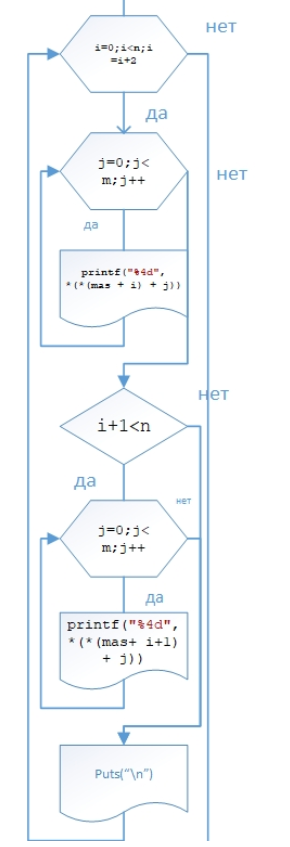 нет
i=0;i<n;i
=i+2
да
j=0;j<
m;j++
нет
да
printf("%4d",
*(*(mas + i) + j))
нет
i+1<n
да
нет
j=0;j<
m;j++
да
printf("%4d",
*(*(mas+ i+1)
+ j))
Puts(“\n”)